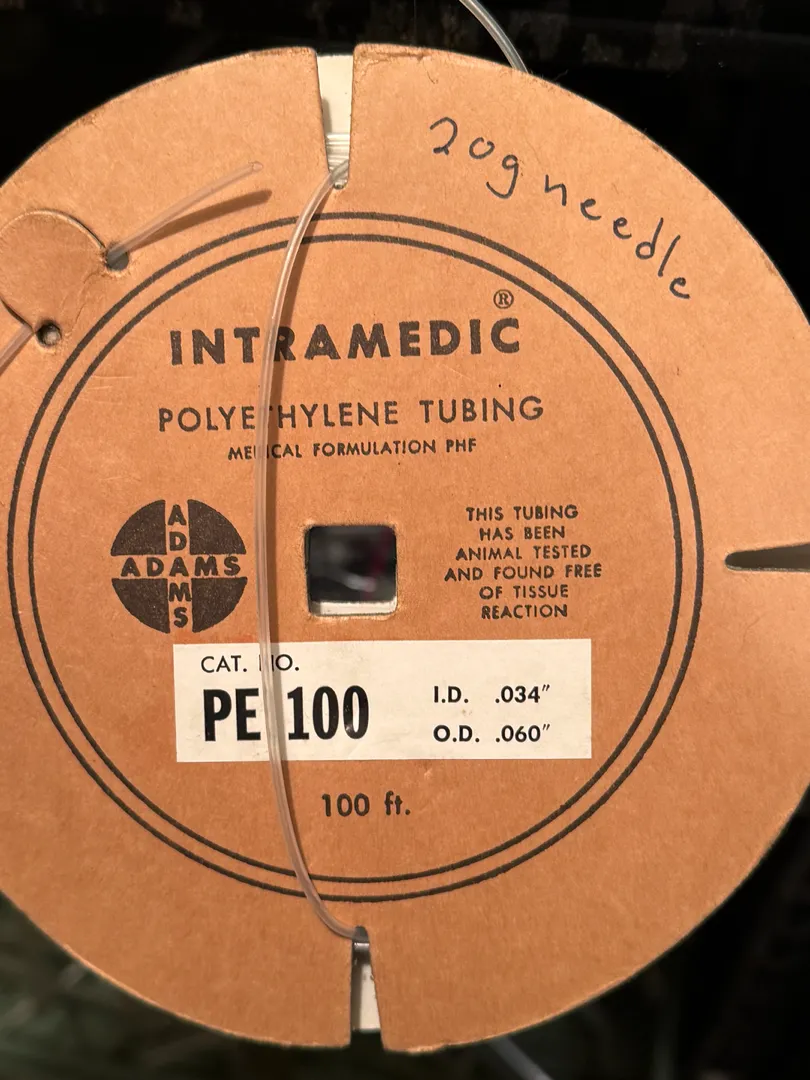 20g needle
INTRAMEDIC®
POLYETHYLENE TUBING
MEDICAL FORMULATION PHF
ADAMS
ADAMS
THIS TUBING
HAS BEEN
ANIMAL TESTED
AND FOUND FREE
OF TISSUE
REACTION
CAT. NO.
PE 100
I.D. .034"
O.D. .060"
100 ft.